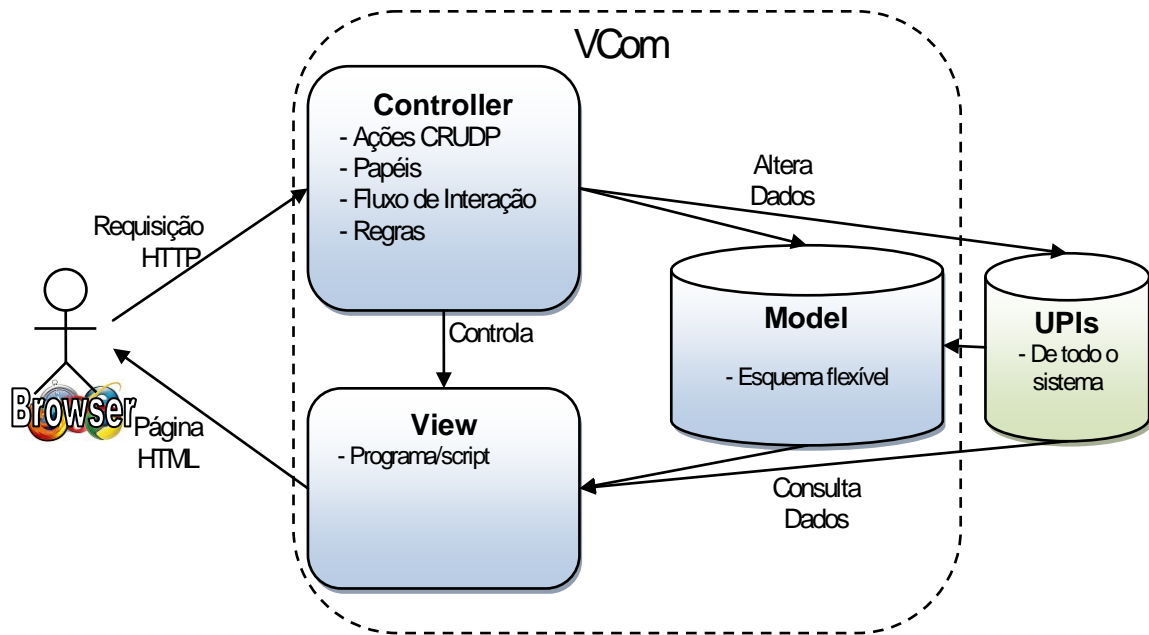 VCom
Controller
- Ações CRUDP
- Papéis
- Fluxo de Interação
- Regras
Altera
Dados
Requisição
HTTP
Controla
Model
- Esquema flexível
UPIs
- De todo o
sistema
Browser
Página
HTML
View
- Programa/script
Consulta
Dados